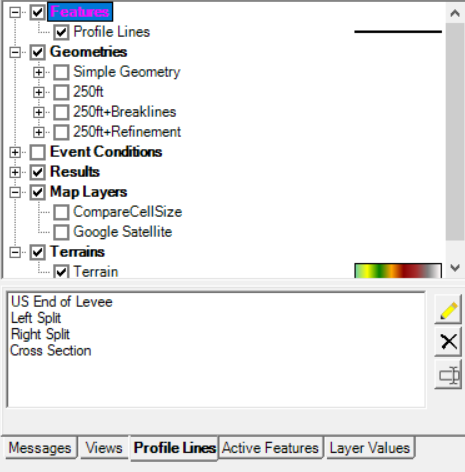 Features
Profile Lines
Geometries
Simple Geometry
250ft
250ft+Breaklines
250ft+Refinement
Event Conditions
Results
Map Layers
CompareCellSize
Google Satellite
Terrains
Terrain
US End of Levee
Left Split
Right Split
Cross Section
Messages Views Profile Lines Active Features Layer Values